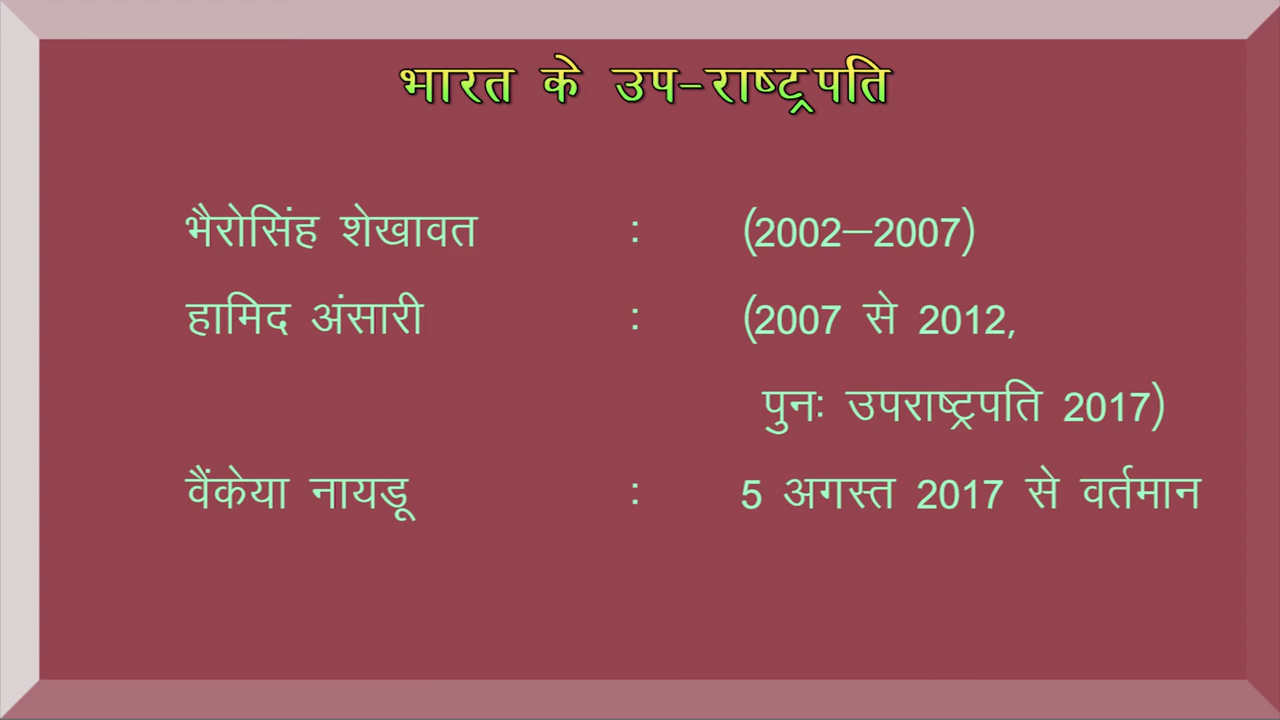 भारत के उप-राष्ट्रपति
भैरोसिंह शेखावत : (2002–2007)
हामिद अंसारी : (2007 से 2012,
पुनः उपराष्ट्रपति 2017)
वैंकेया नायडू : 5 अगस्त 2017 से वर्तमान